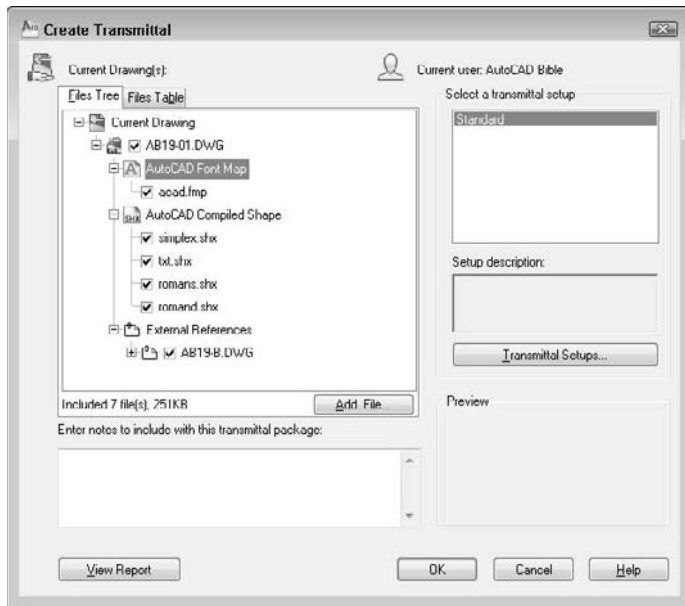 Create Transmittal
Current Drawing(s):
Current user: AutoCAD Bible
Files Tree Files Table
Current Drawing
AB19-01.DWG
AutoCAD Font Map
acad.fmp
AutoCAD Compiled Shape
SHX
simplex.shx
txt.shx
romans.shx
romand.shx
External References
AB19-B.DWG
Included 7 file(s), 251KB
Add File...
Enter notes to include with this transmittal package:
Select a transmittal setup
Standard
Setup description:
Transmittal Setups...
Preview
View Report
OK Cancel Help